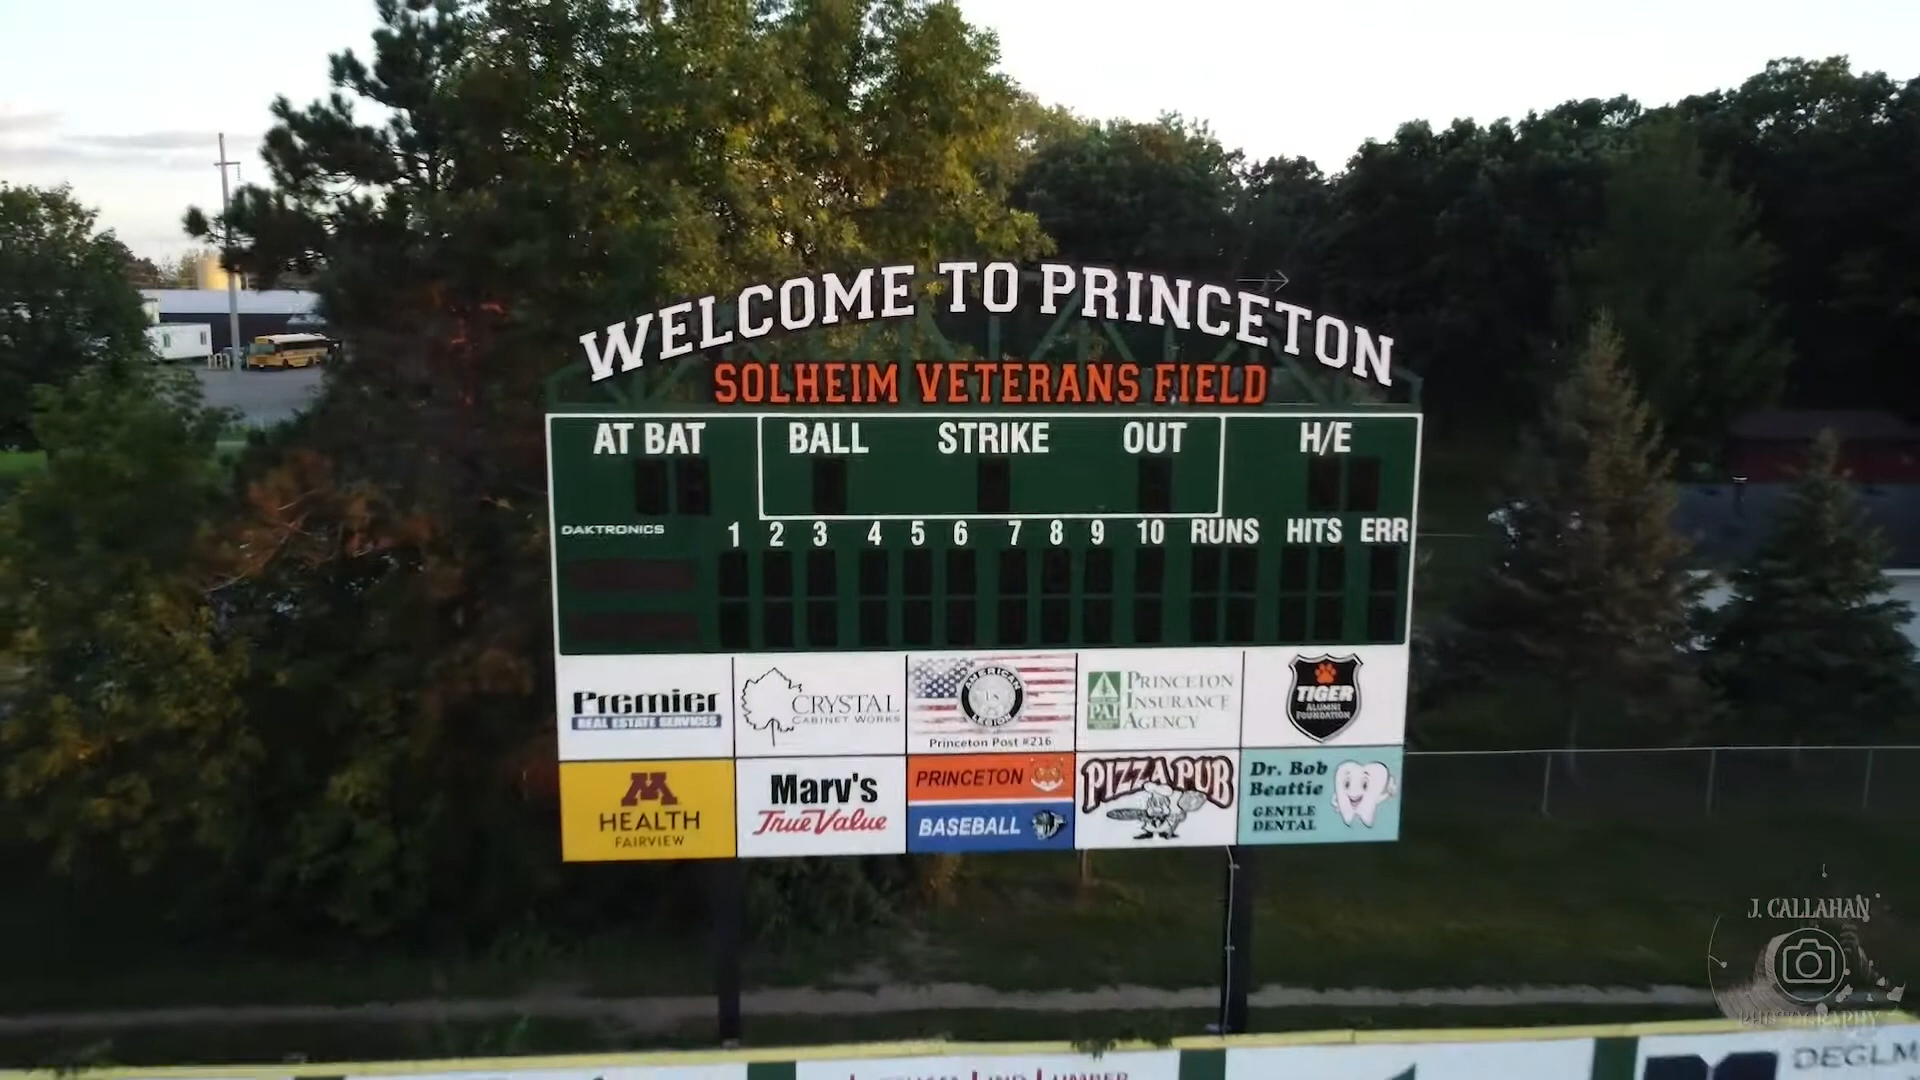 WELCOME TO PRINCETON
SOLHEIM VETERANS FIELD
AT BAT BALL STRIKE OUT H/E
DAKTRONICS 1 2 3 4 5 6 7 8 9 10 RUNS HITS ERR
Premier
REAL ESTATE SERVICES
CRYSTAL
CABINET WORKS
AMERICAN
LEGION
Princeton Post #216
PAI
PRINCETON
INSURANCE
AGENCY
TIGER
ALUMNI
FOUNDATION
M
HEALTH
FAIRVIEW
Marv's
True Value
PRINCETON
BASEBALL
PIZZA PUB
Dr. Bob
Beattie
GENTLE
DENTAL
J. CALLAHAN
PHOTOGRAPHY
LUMBER